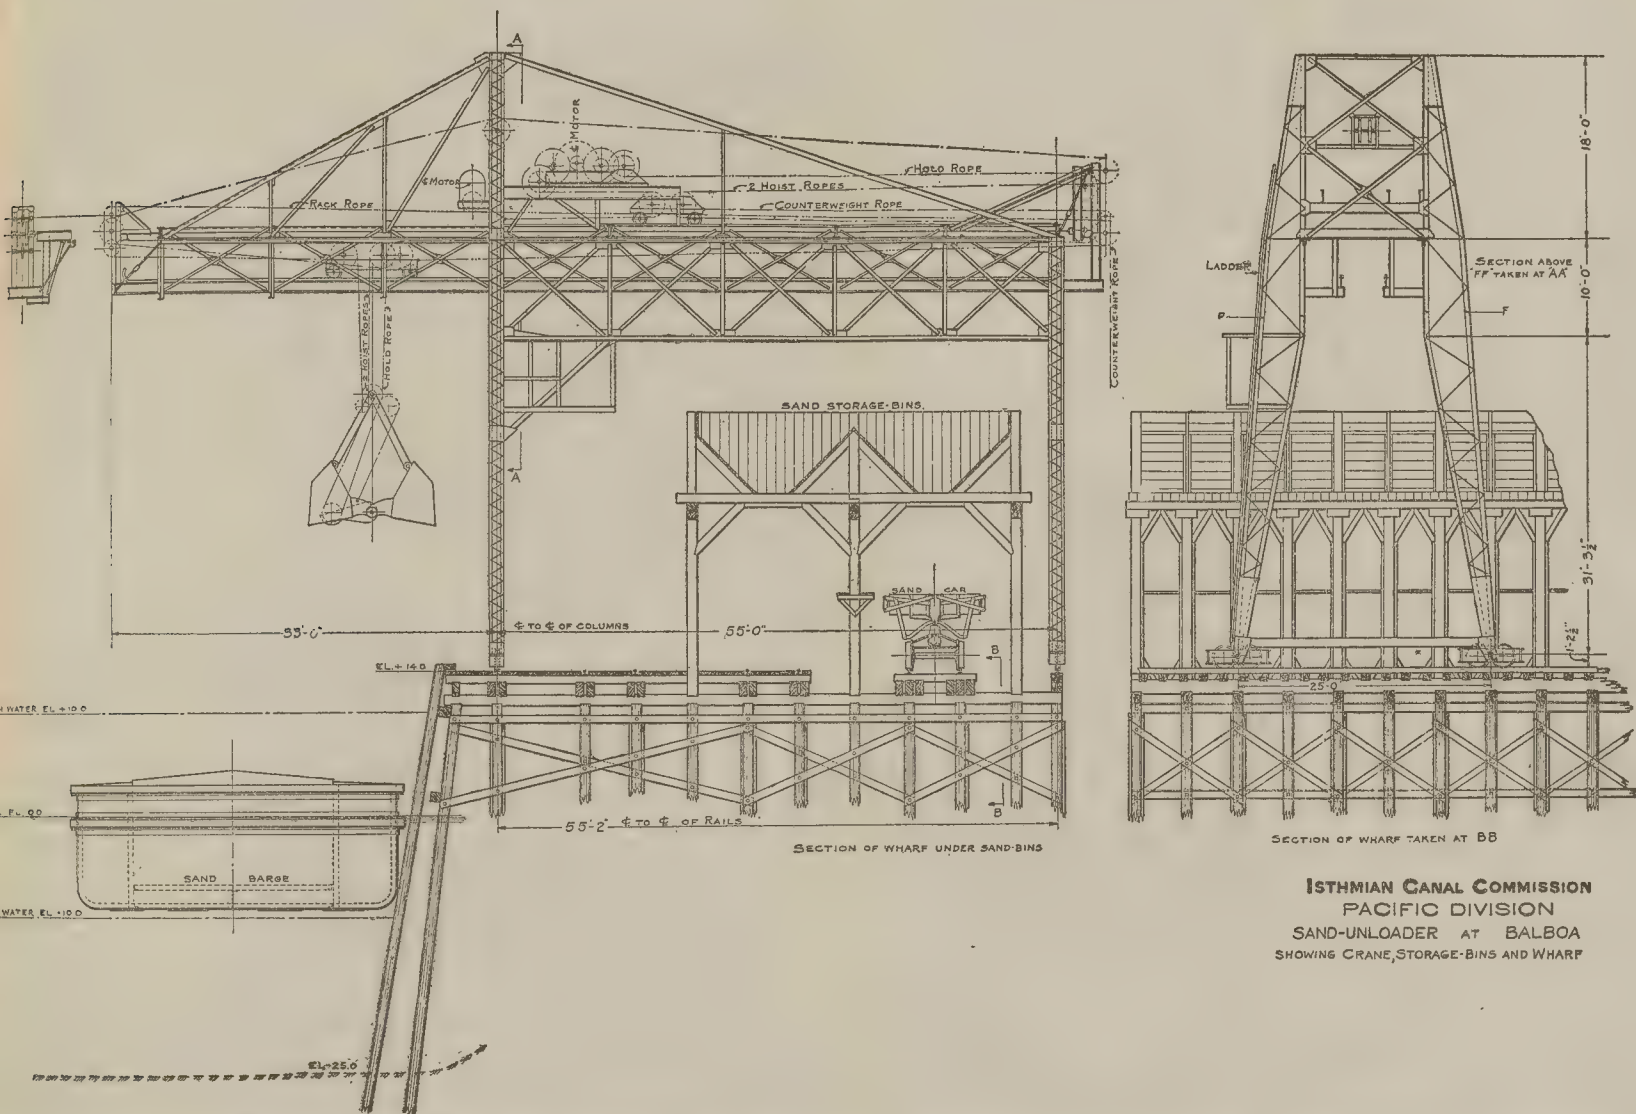 A
℄ MOTOR
℄ MOTOR
HOLD ROPE
2 HOIST ROPES
RACK ROPE
COUNTERWEIGHT ROPE
COUNTERWEIGHT ROPE
2 HOIST ROPES
HOLD ROPE
A
SAND STORAGE-BINS.
SAND CAR
℄ TO ℄ OF COLUMNS
55'-0"
EL. + 14.0
B
WATER EL +10.0
EL 0.0
SAND BARGE
WATER EL -10.0
55'-2" ℄ TO ℄ OF RAILS
B
SECTION OF WHARF UNDER SAND-BINS
EL-25.0
18'-0"
LADDER
SECTION ABOVE
"FF" TAKEN AT "AA"
10'-0"
F
31'-3½"
1'-2½"
25'-0
SECTION OF WHARF TAKEN AT BB
ISTHMIAN CANAL COMMISSION
PACIFIC DIVISION
SAND-UNLOADER AT BALBOA
SHOWING CRANE, STORAGE-BINS AND WHARF